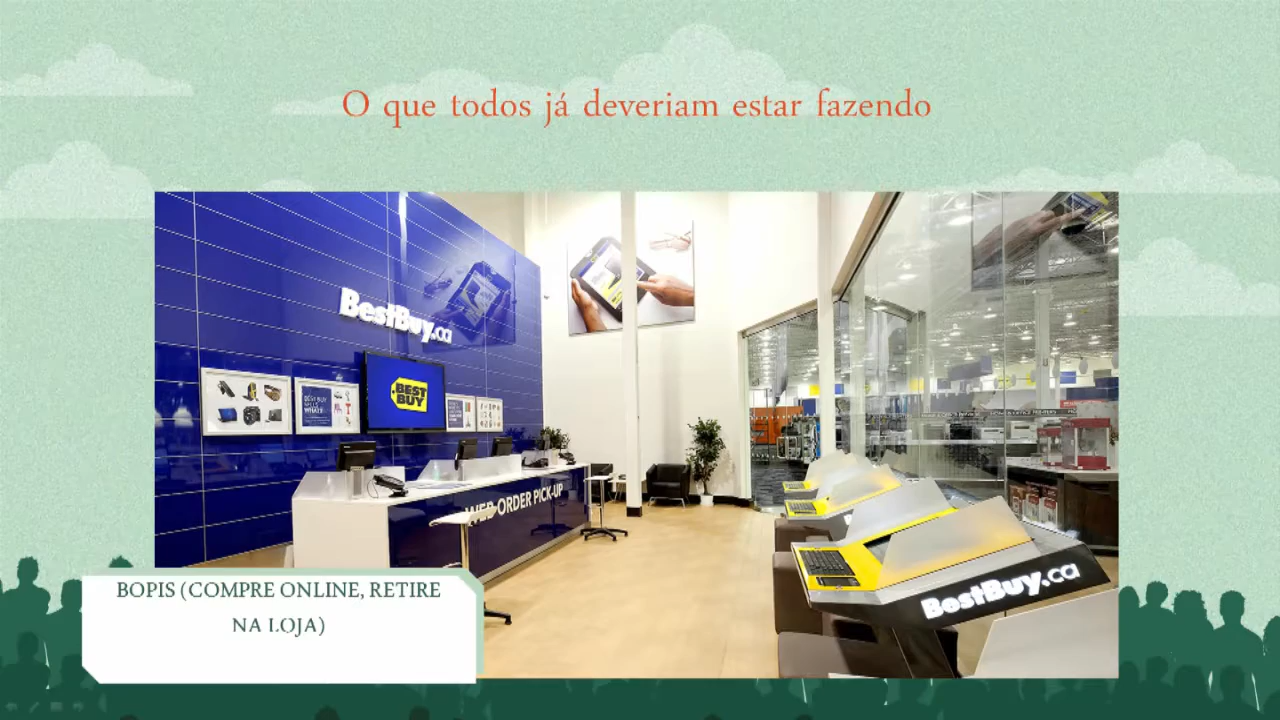 O que todos já deveriam estar fazendo
BestBuy.ca
BEST
BUY
WEB ORDER PICK-UP
BestBuy.ca
BOPIS (COMPRE ONLINE, RETIRE
NA LOJA)